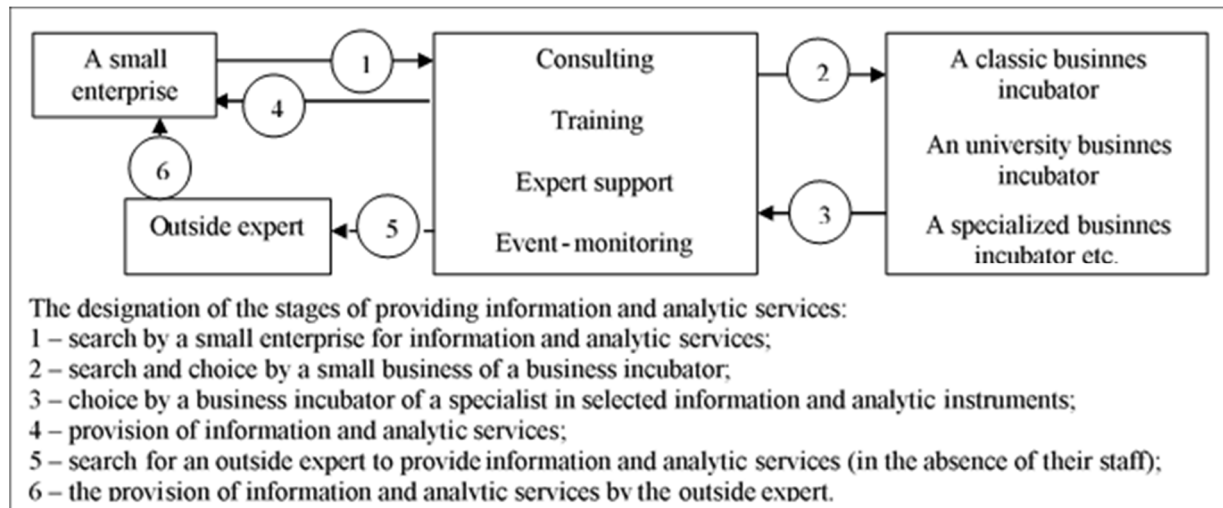 A small
enterprise
1
4
6
Outside expert
5
Consulting
Training
Expert support
Event-monitoring
2
3
A classic businnes
incubator
An university businnes
incubator
A specialized businnes
incubator etc.
The designation of the stages of providing information and analytic services:
1 – search by a small enterprise for information and analytic services;
2 – search and choice by a small business of a business incubator;
3 – choice by a business incubator of a specialist in selected information and analytic instruments;
4 – provision of information and analytic services;
5 – search for an outside expert to provide information and analytic services (in the absence of their staff);
6 – the provision of information and analytic services by the outside expert.